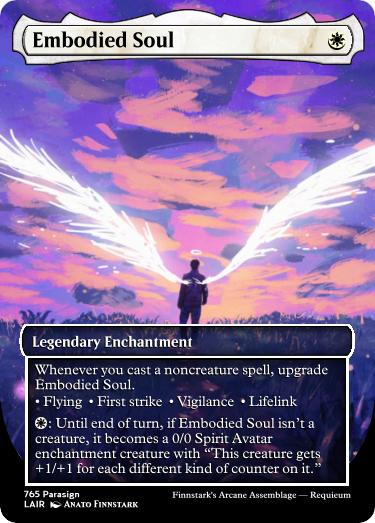 Embodied Soul
Legendary Enchantment
Whenever you cast a noncreature spell, upgrade
Embodied Soul.
• Flying • First strike • Vigilance • Lifelink
: Until end of turn, if Embodied Soul isn't a
creature, it becomes a 0/0 Spirit Avatar
enchantment creature with “This creature gets
+1/+1 for each different kind of counter on it.”
765 Parasign
LAIR Anato Finnstark
Finnstark's Arcane Assemblage — Requieum